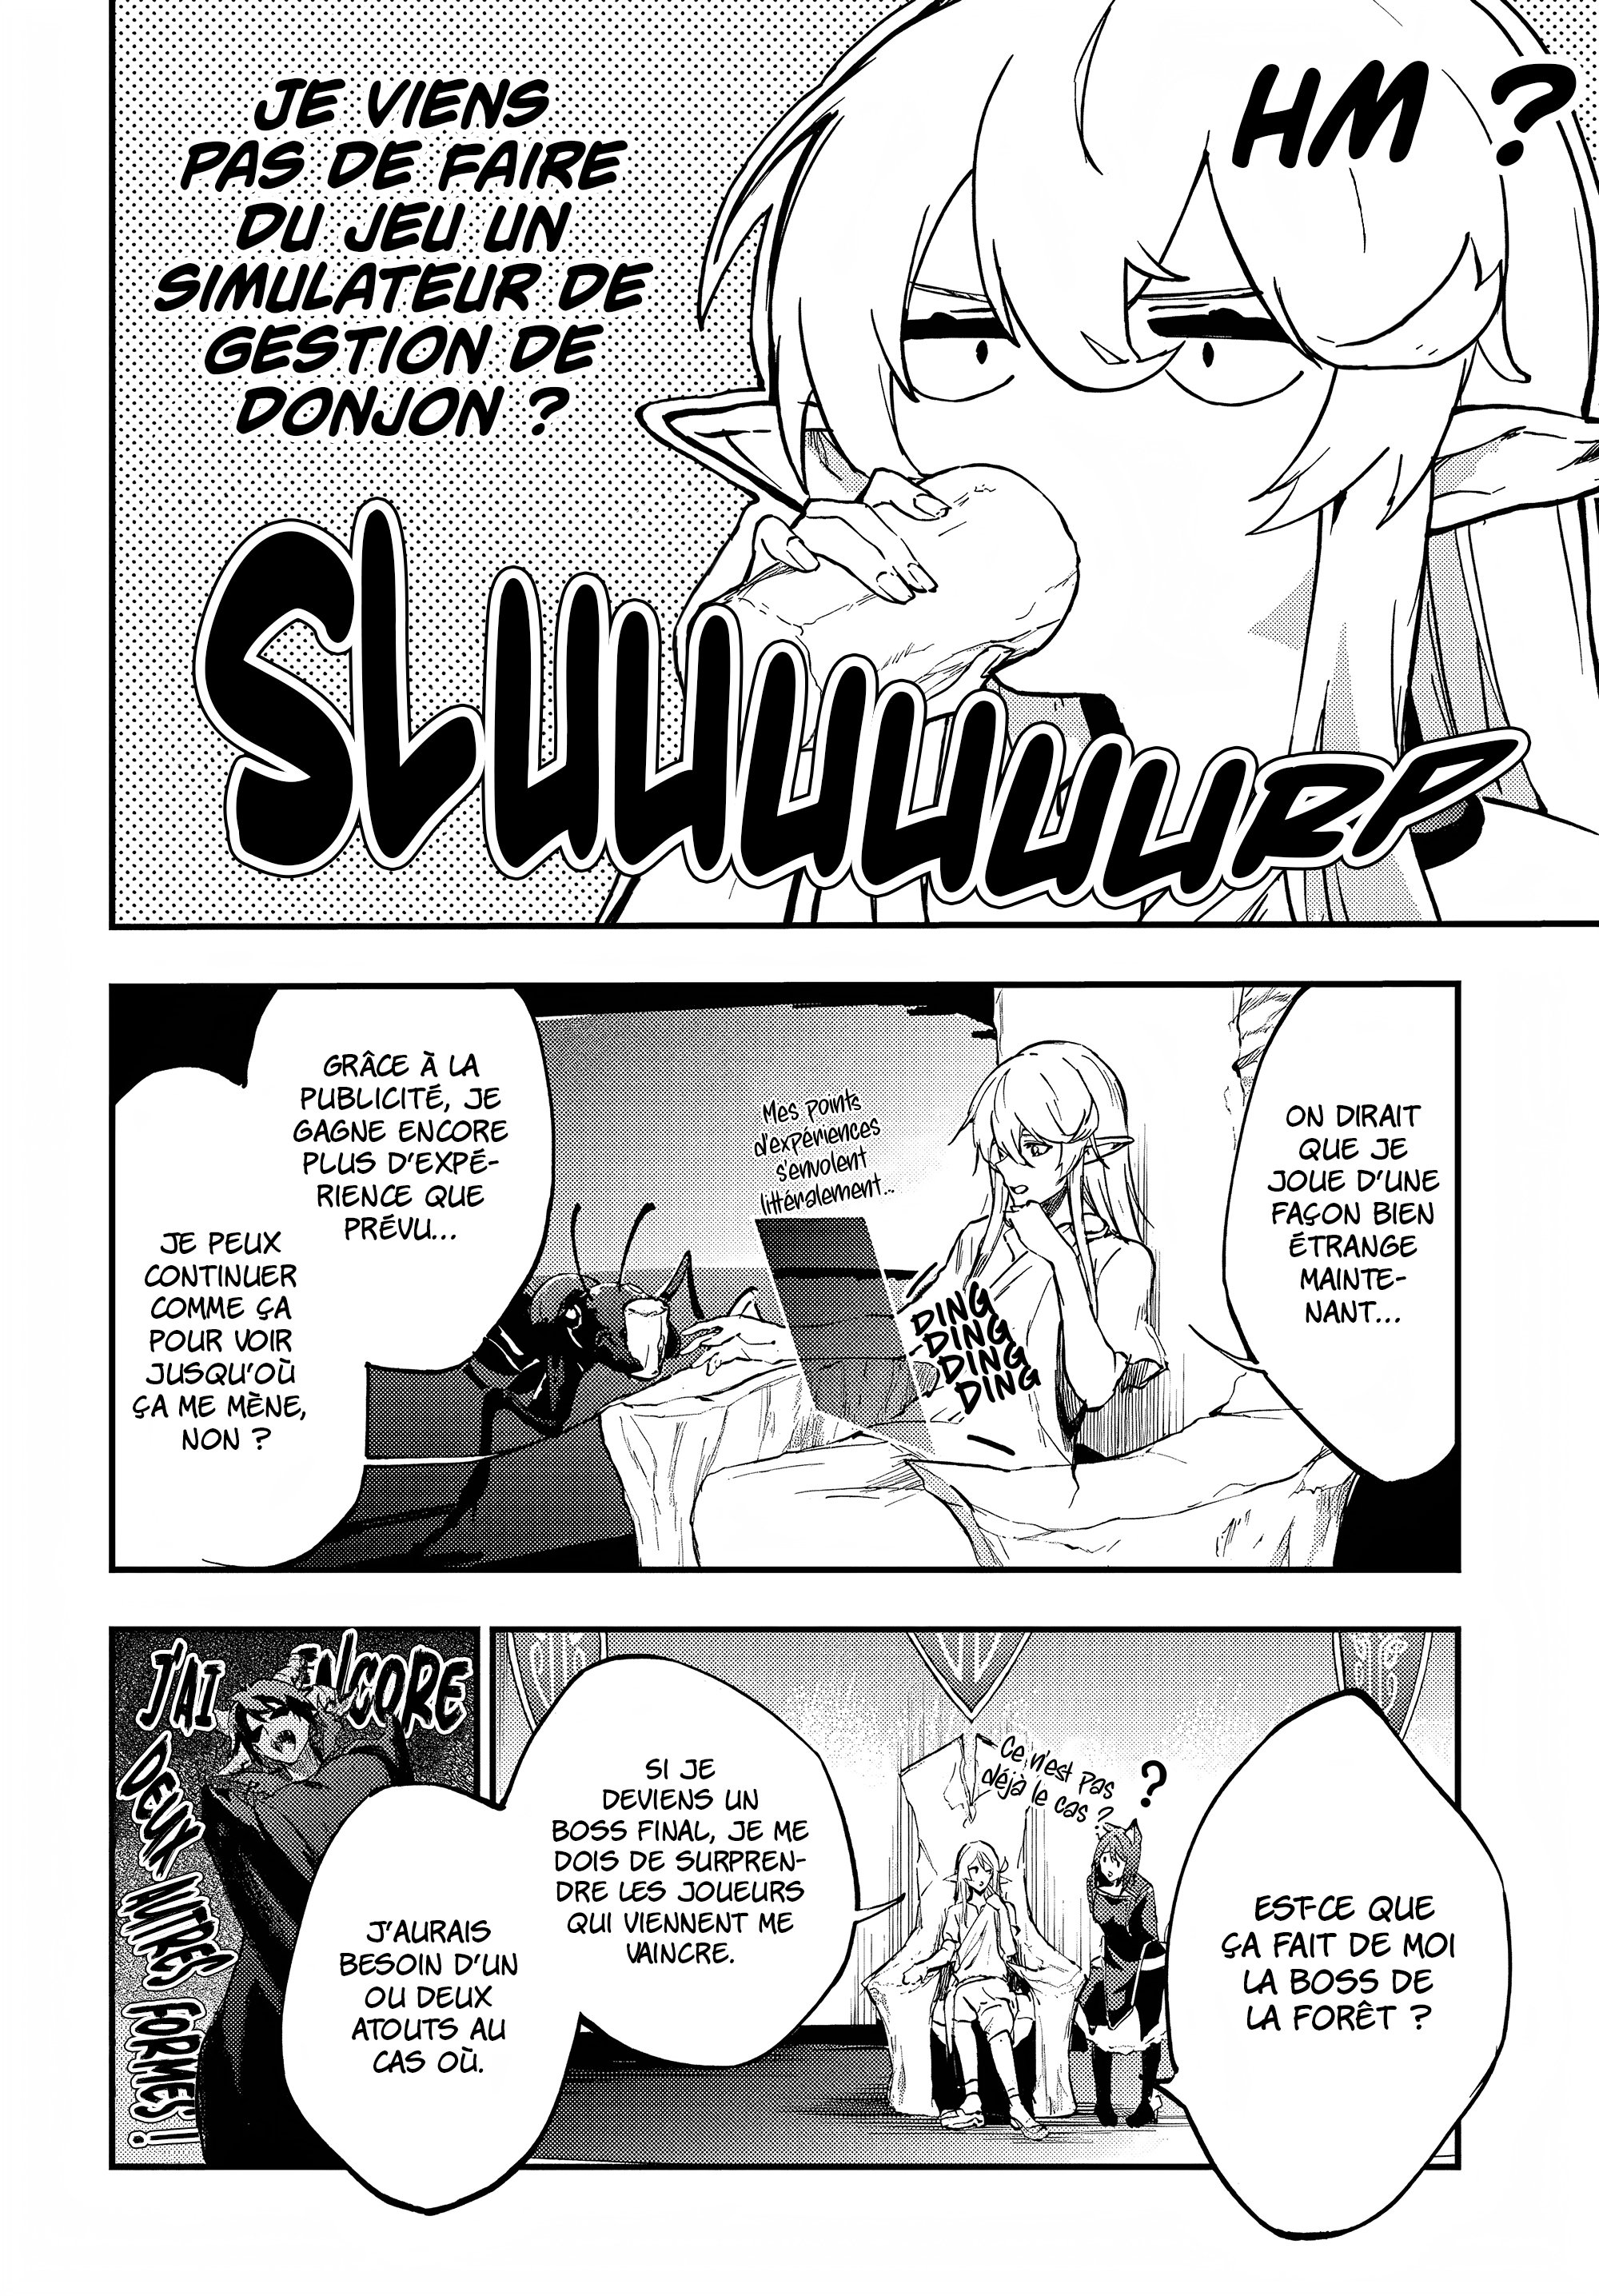 HM ?
JE VIENS
PAS DE FAIRE
DU JEU UN
SIMULATEUR DE
GESTION DE
DONJON ?
SLUUUUUUUURP
ON DIRAIT
QUE JE
JOUE D'UNE
FAÇON BIEN
ÉTRANGE
MAINTE-
NANT...
Mes points
d'expériences
s'envolent
littéralement...
DING
-DING
DING
DING
GRÂCE À LA
PUBLICITÉ, JE
GAGNE ENCORE
PLUS D'EXPÉ-
RIENCE QUE
PRÉVU...
JE PEUX
CONTINUER
COMME ÇA
POUR VOIR
JUSQU'OÙ
ÇA ME MÈNE,
NON ?
EST-CE QUE
ÇA FAIT DE MOI
LA BOSS DE
LA FORÊT ?
?
Ce n'est pas
déjà le cas ?
SI JE
DEVIENS UN
BOSS FINAL, JE ME
DOIS DE SURPREN-
DRE LES JOUEURS
QUI VIENNENT ME
VAINCRE.
J'AURAIS
BESOIN D'UN
OU DEUX
ATOUTS AU
CAS OÙ.
J'AI ENCORE
DEUX AUTRES FORMES !